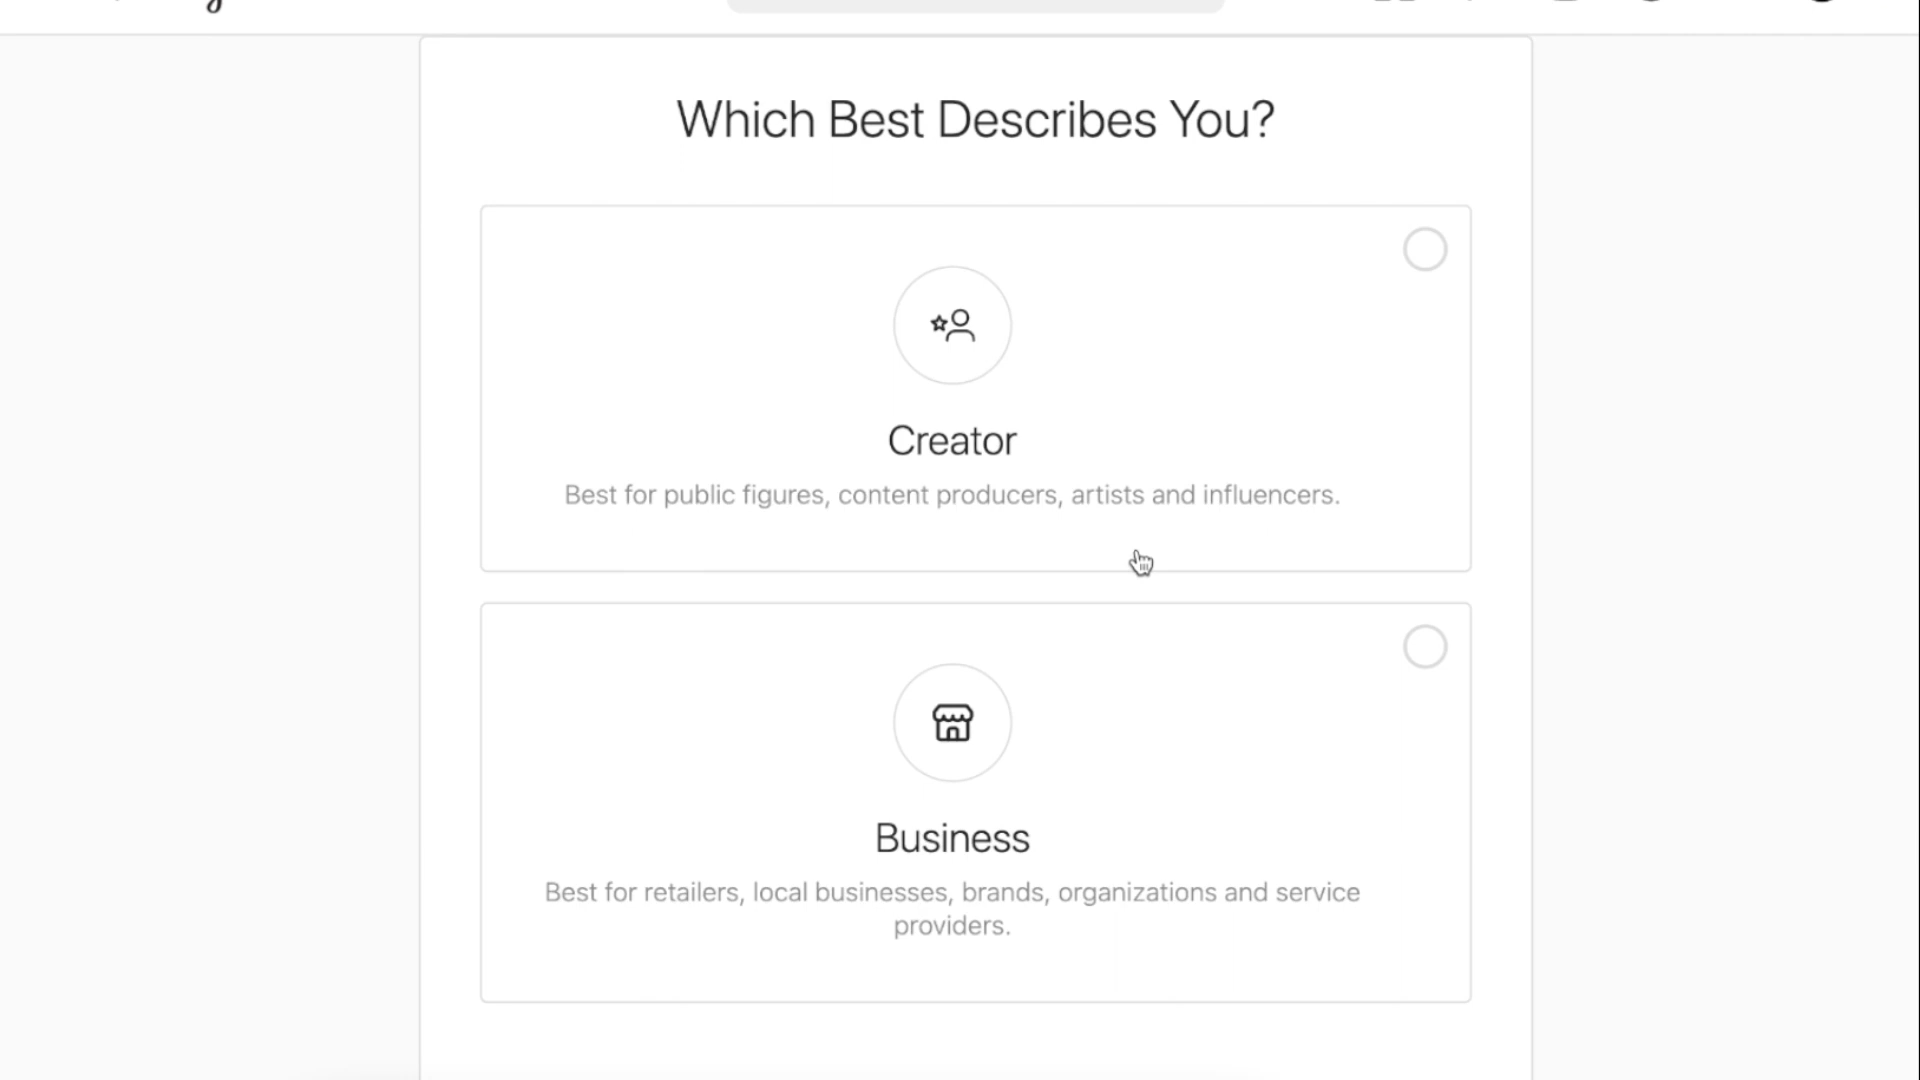 Which Best Describes You?
Creator
Best for public figures, content producers, artists and influencers.
Business
Best for retailers, local businesses, brands, organizations and service
providers.